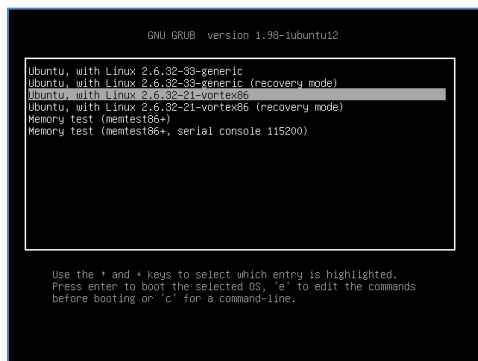 GNU GRUB  version 1.98-1ubuntu12
Ubuntu, with Linux 2.6.32-33-generic
Ubuntu, with Linux 2.6.32-33-generic (recovery mode)
Ubuntu, with Linux 2.6.32-21-vortex86
Ubuntu, with Linux 2.6.32-21-vortex86 (recovery mode)
Memory test (memtest86+)
Memory test (memtest86+, serial console 115200)
Use the ↑ and ↓ keys to select which entry is highlighted.
Press enter to boot the selected OS, 'e' to edit the commands
before booting or 'c' for a command-line.